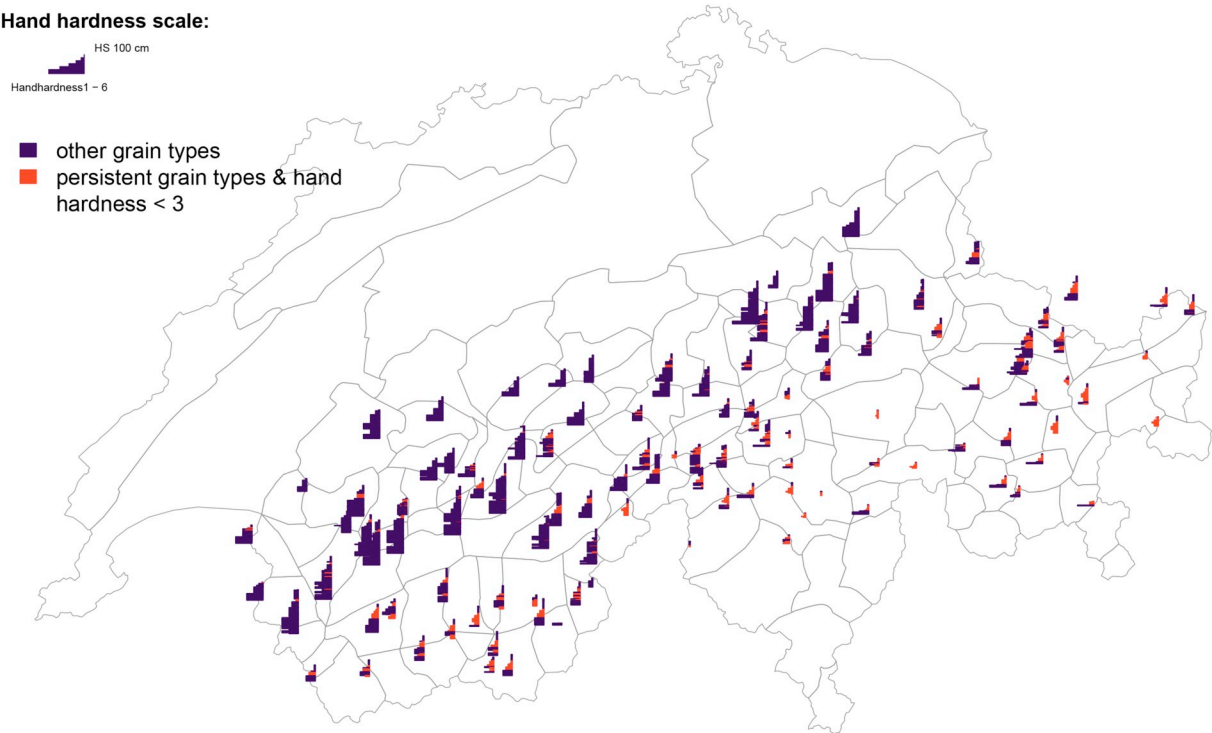 Hand hardness scale:
HS 100 cm
Handhardness1 − 6
other grain types
persistent grain types & hand
hardness < 3